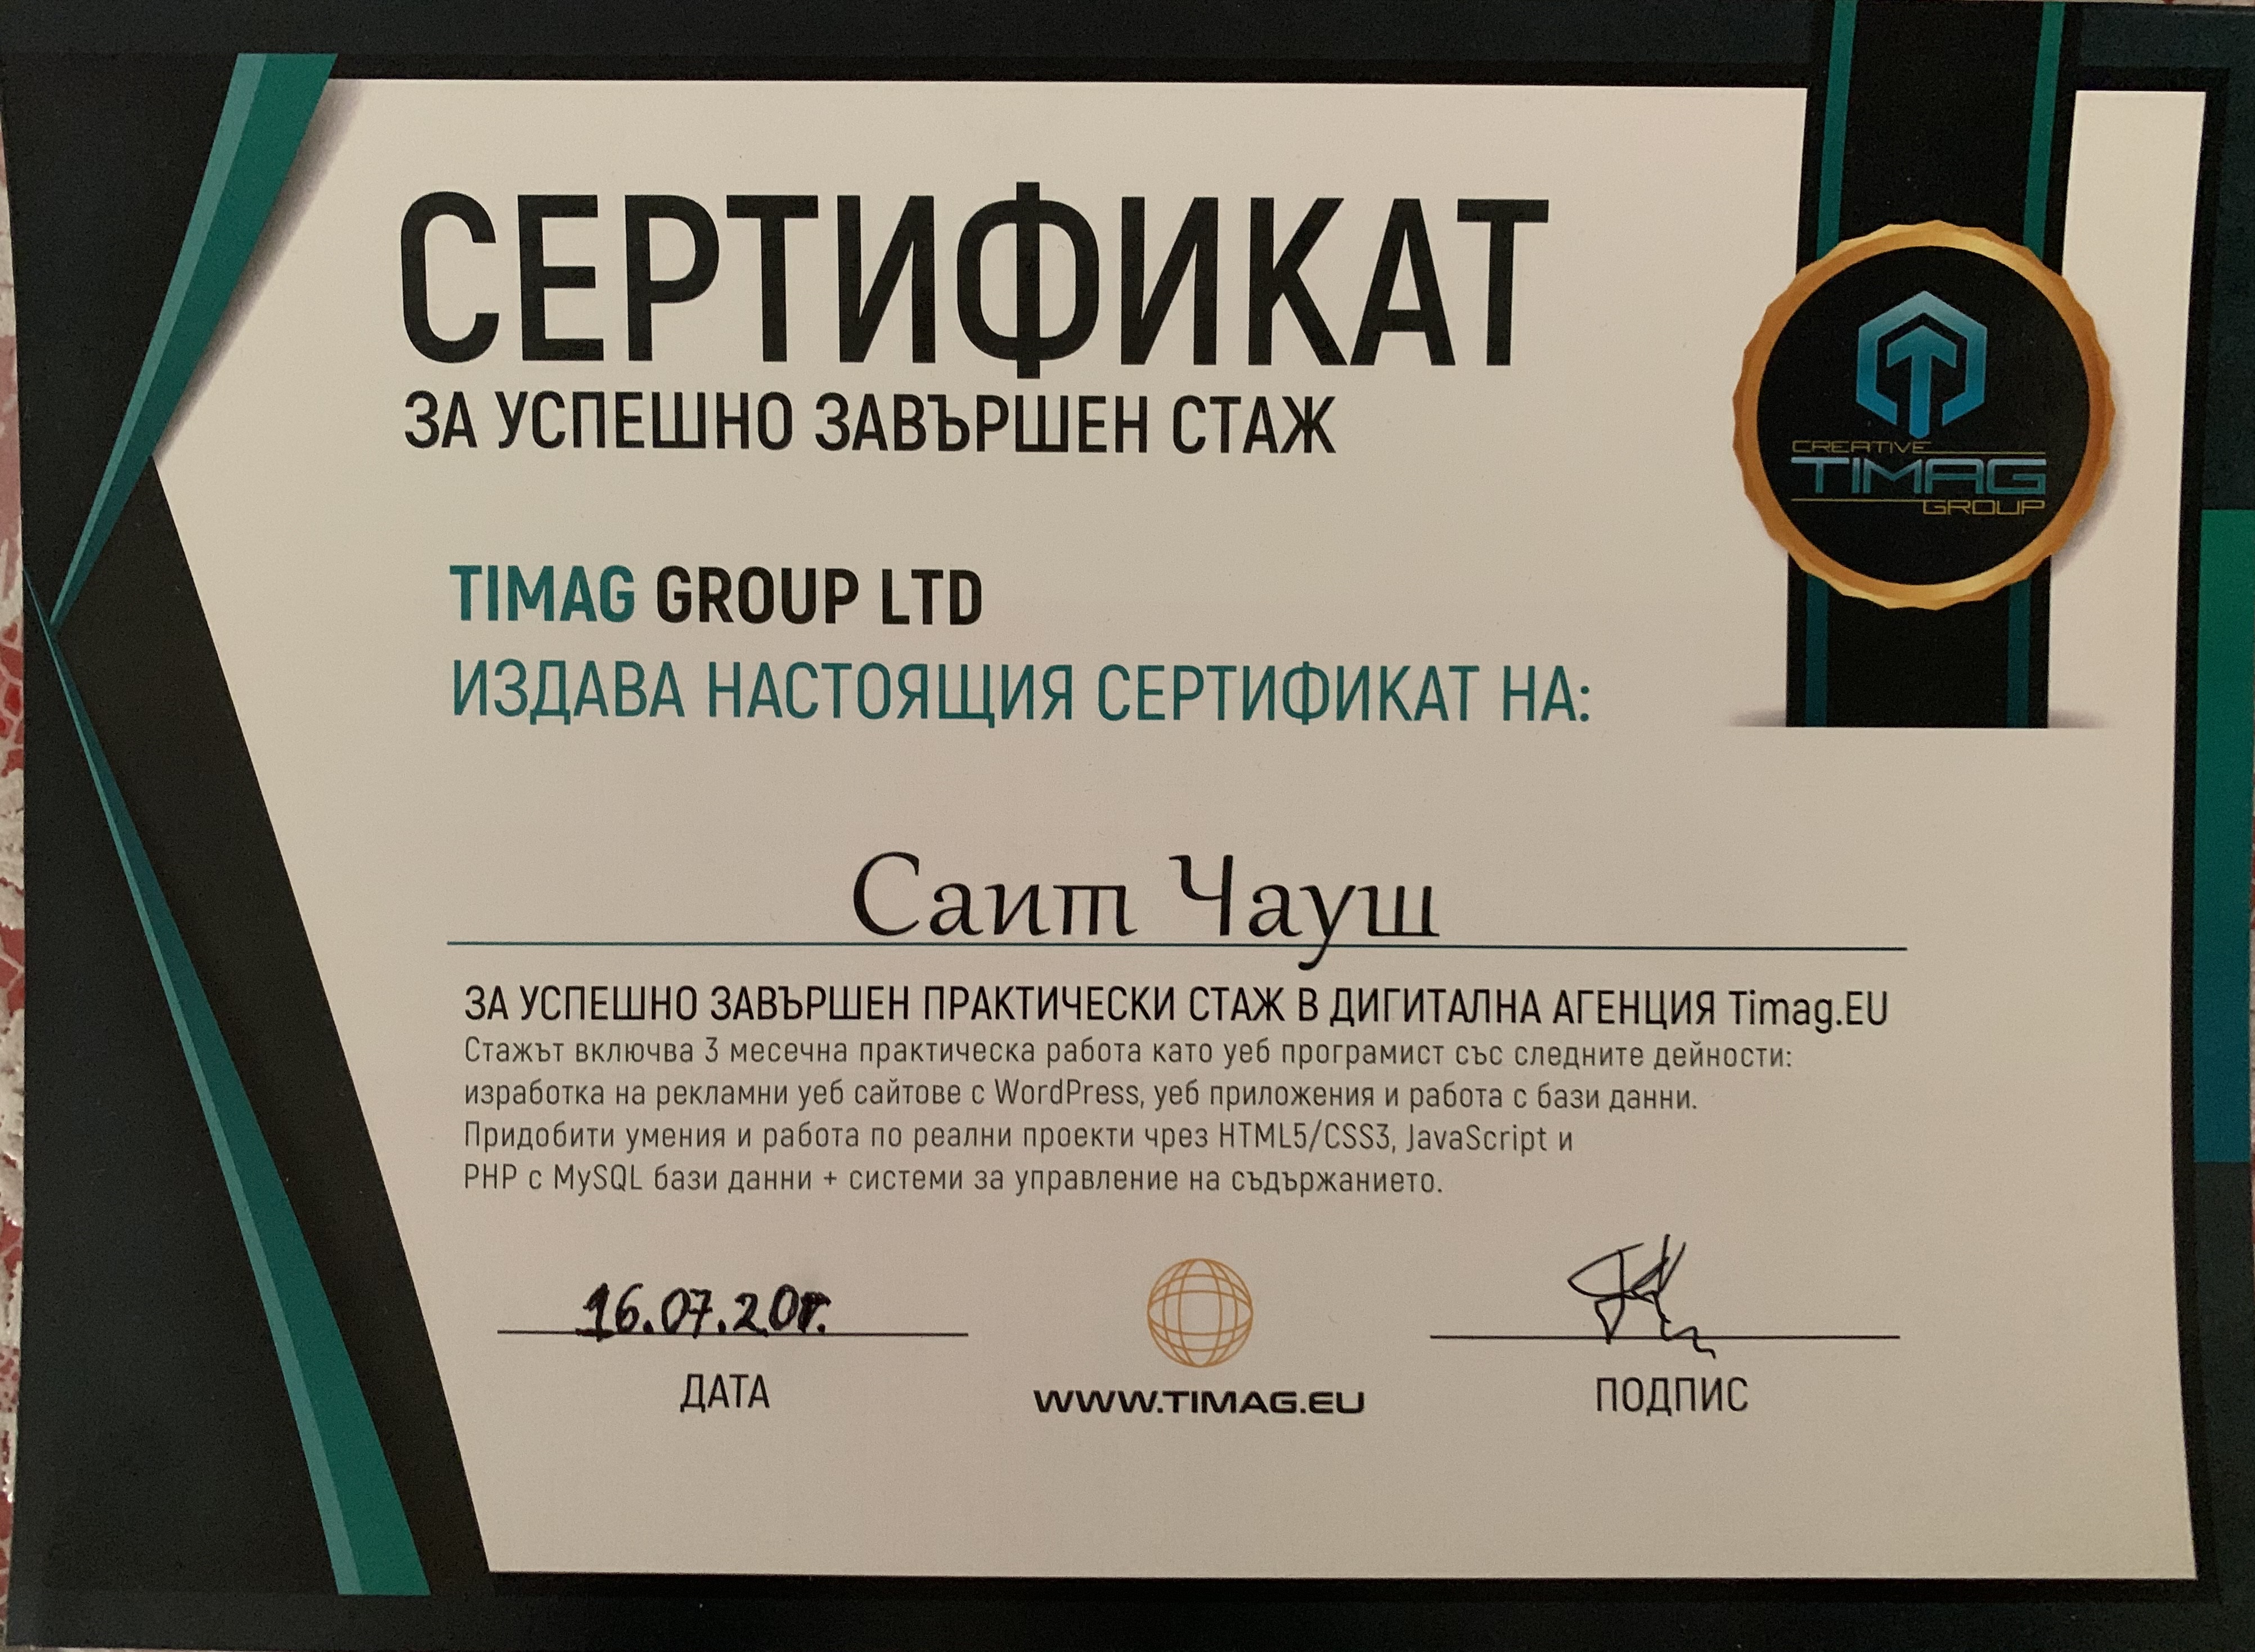 СЕРТИФИКАТ
ЗА УСПЕШНО ЗАВЪРШЕН СТАЖ
CREATIVE
TIMAG
GROUP
TIMAG GROUP LTD
ИЗДАВА НАСТОЯЩИЯ СЕРТИФИКАТ НА:
Саит Чауш
ЗА УСПЕШНО ЗАВЪРШЕН ПРАКТИЧЕСКИ СТАЖ В ДИГИТАЛНА АГЕНЦИЯ Timag.EU
Стажът включва 3 месечна практическа работа като уеб програмист със следните дейности:
изработка на рекламни уеб сайтове с WordPress, уеб приложения и работа с бази данни.
Придобити умения и работа по реални проекти чрез HTML5/CSS3, JavaScript и
PHP с MySQL бази данни + системи за управление на съдържанието.
16.07.20г.
ДАТА
WWW.TIMAG.EU
ПОДПИС